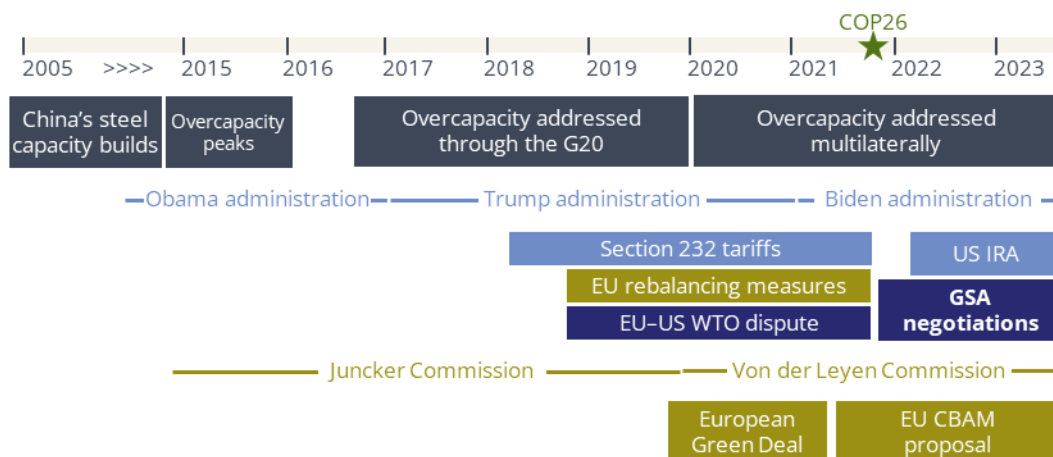 COP26
2005 >>>> 2015 2016 2017 2018 2019 2020 2021 2022 2023
China’s steel
capacity builds
Overcapacity
peaks
Overcapacity addressed
through the G20
Overcapacity addressed
multilaterally
Obama administration
Trump administration
Biden administration
Section 232 tariffs
US IRA
EU rebalancing measures
EU–US WTO dispute
GSA
negotiations
Juncker Commission
Von der Leyen Commission
European
Green Deal
EU CBAM
proposal